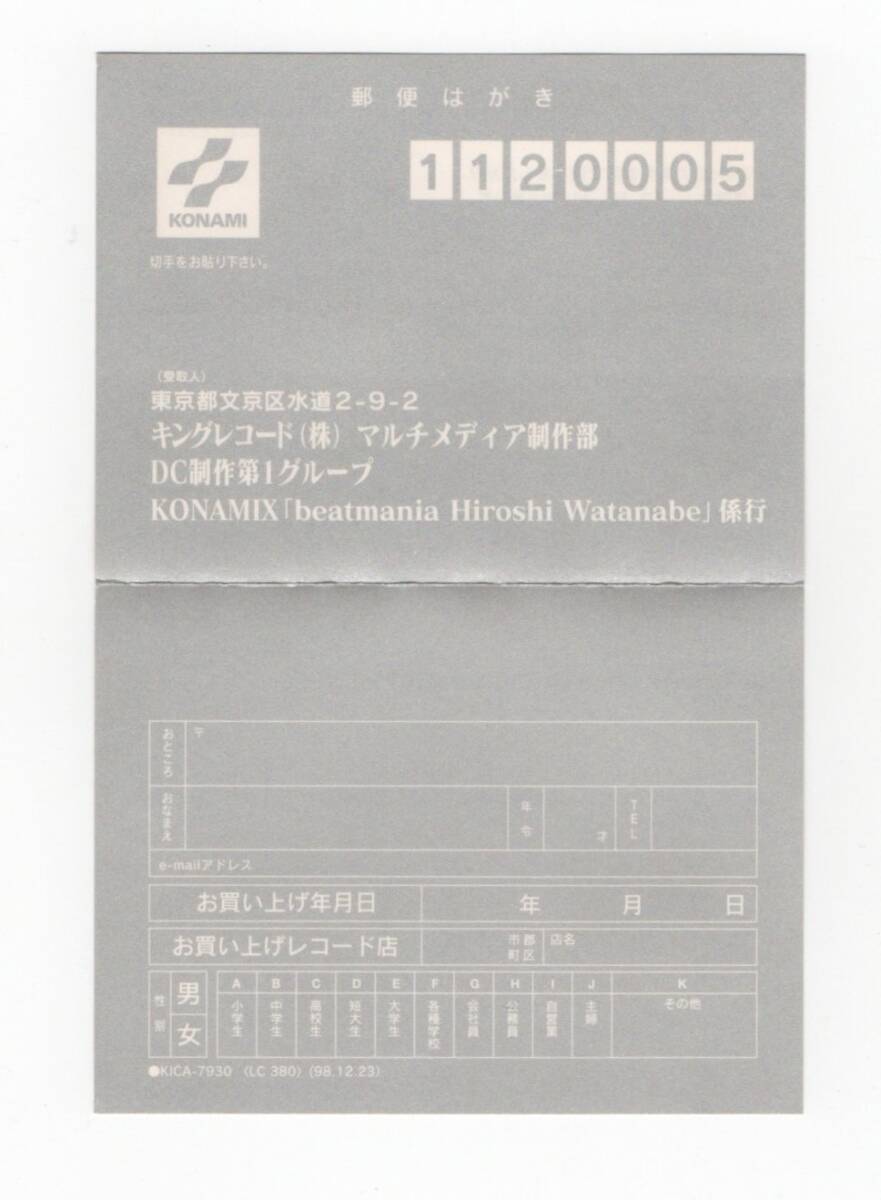 郵便はがき
KONAMI
112-0005
切手をお貼り下さい。
(受取人)
東京都文京区水道2-9-2
キングレコード(株) マルチメディア制作部
DC制作第1グループ
KONAMIX「beatmania Hiroshi Watanabe」係行
おところ
〒
おなまえ
年令
才
TEL
e-mailアドレス
お買い上げ年月日
年 月 日
お買い上げレコード店
市郡
町区
店名
性別
男
女
A B C D E F G H I J K
小学生 中学生 高校生 短大生 大学生 各種学校 会社員 公務員 自営業 主婦 その他
●KICA-7930 (LC 380) (98.12.23)